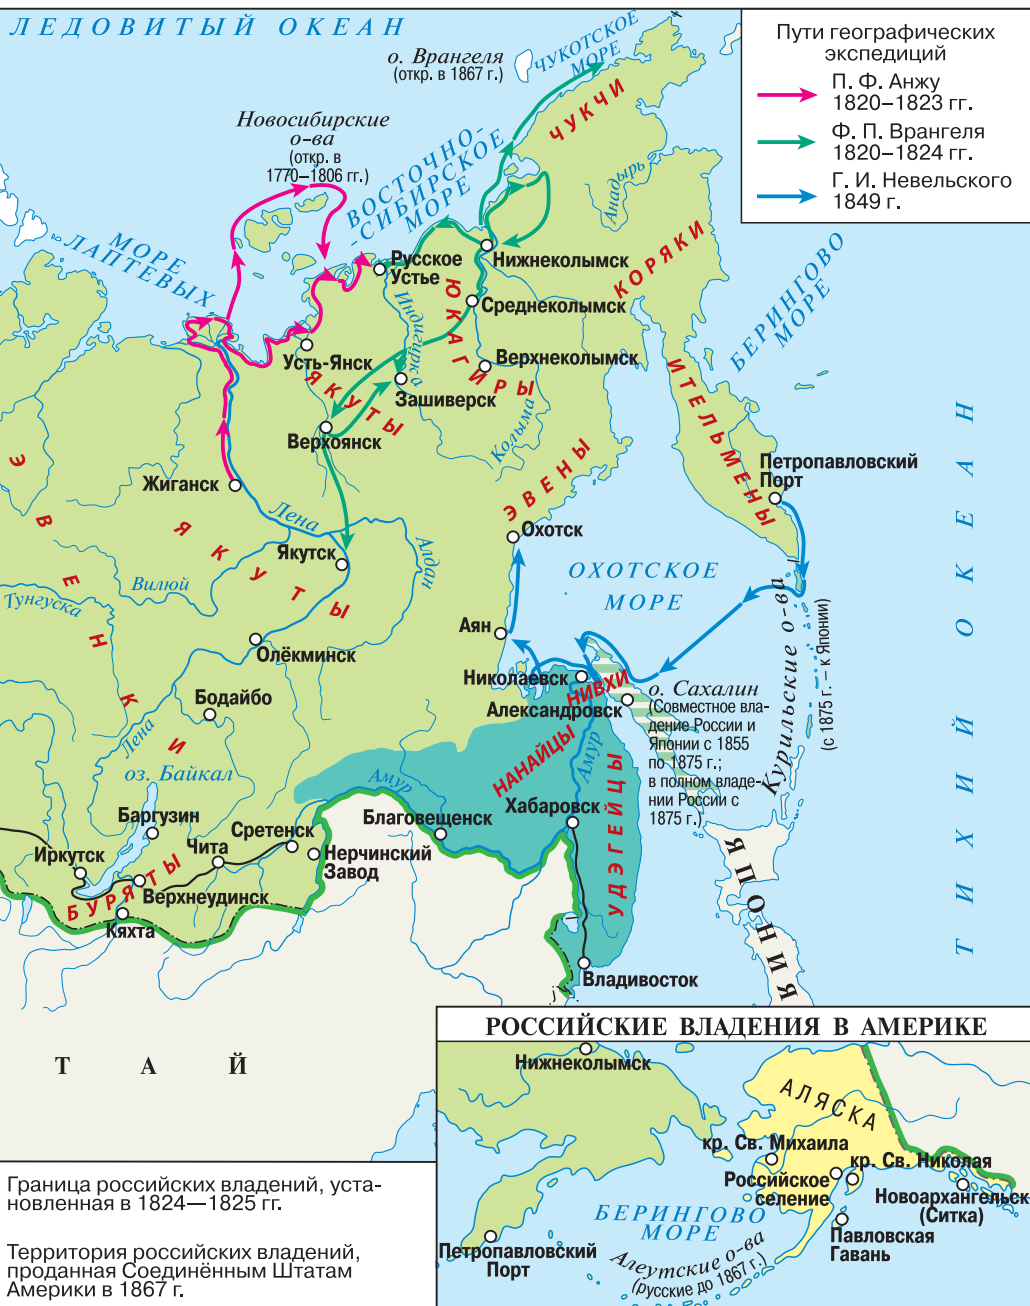 ЛЕДОВИТЫЙ ОКЕАН
о. Врангеля
(откр. в 1867 г.)
ЧУКОТСКОЕ
МОРЕ
Пути географических
экспедиций
П. Ф. Анжу
1820–1823 гг.
Ф. П. Врангеля
1820–1824 гг.
Г. И. Невельского
1849 г.
Новосибирские
о-ва
(откр. в
1770–1806 гг.)
ВОСТОЧНО-
-СИБИРСКОЕ
МОРЕ
ЧУКЧИ
Анадырь
МОРЕ
ЛАПТЕВЫХ
Русское
Устье
Нижнеколымск
КОРЯКИ
БЕРИНГОВО
МОРЕ
Среднеколымск
ЮКАГИРЫ
Индигирка
Усть-Янск
Верхнеколымск
ЯКУТЫ
Зашиверск
Колыма
Верхоянск
ИТЕЛЬМЕНЫ
Петропавловский
Порт
ЭВЕНКИ
Жиганск
ЭВЕНЫ
Лена
ЯКУТЫ
Якутск
Алдан
Охотск
ОХОТСКОЕ
МОРЕ
Вилюй
Тунгуска
Аян
Олёкминск
Курильские о-ва
(с 1875 г. – к Японии)
ТИХИЙ ОКЕАН
Бодайбо
Лена
Николаевск
НИВХИ
Александровск
о. Сахалин
(Совместное вла-
дение России и
Японии с 1855
по 1875 г.;
в полном владе-
нии России с
1875 г.)
НАНАЙЦЫ
Амур
УДЭГЕЙЦЫ
оз. Байкал
Амур
Баргузин
Сретенск
Благовещенск
Хабаровск
Иркутск
Чита
Нерчинский
Завод
БУРЯТЫ
Верхнеудинск
Кяхта
ЯПОНИЯ
Владивосток
ТАЙ
РОССИЙСКИЕ ВЛАДЕНИЯ В АМЕРИКЕ
Нижнеколымск
АЛЯСКА
кр. Св. Михаила
кр. Св. Николая
Российское
селение
Новоархангельск
(Ситка)
БЕРИНГОВО
МОРЕ
Павловская
Гавань
Петропавловский
Порт
Алеутские о-ва
(русские до 1867 г.)
Граница российских владений, уста-
новленная в 1824—1825 гг.
Территория российских владений,
проданная Соединённым Штатам
Америки в 1867 г.